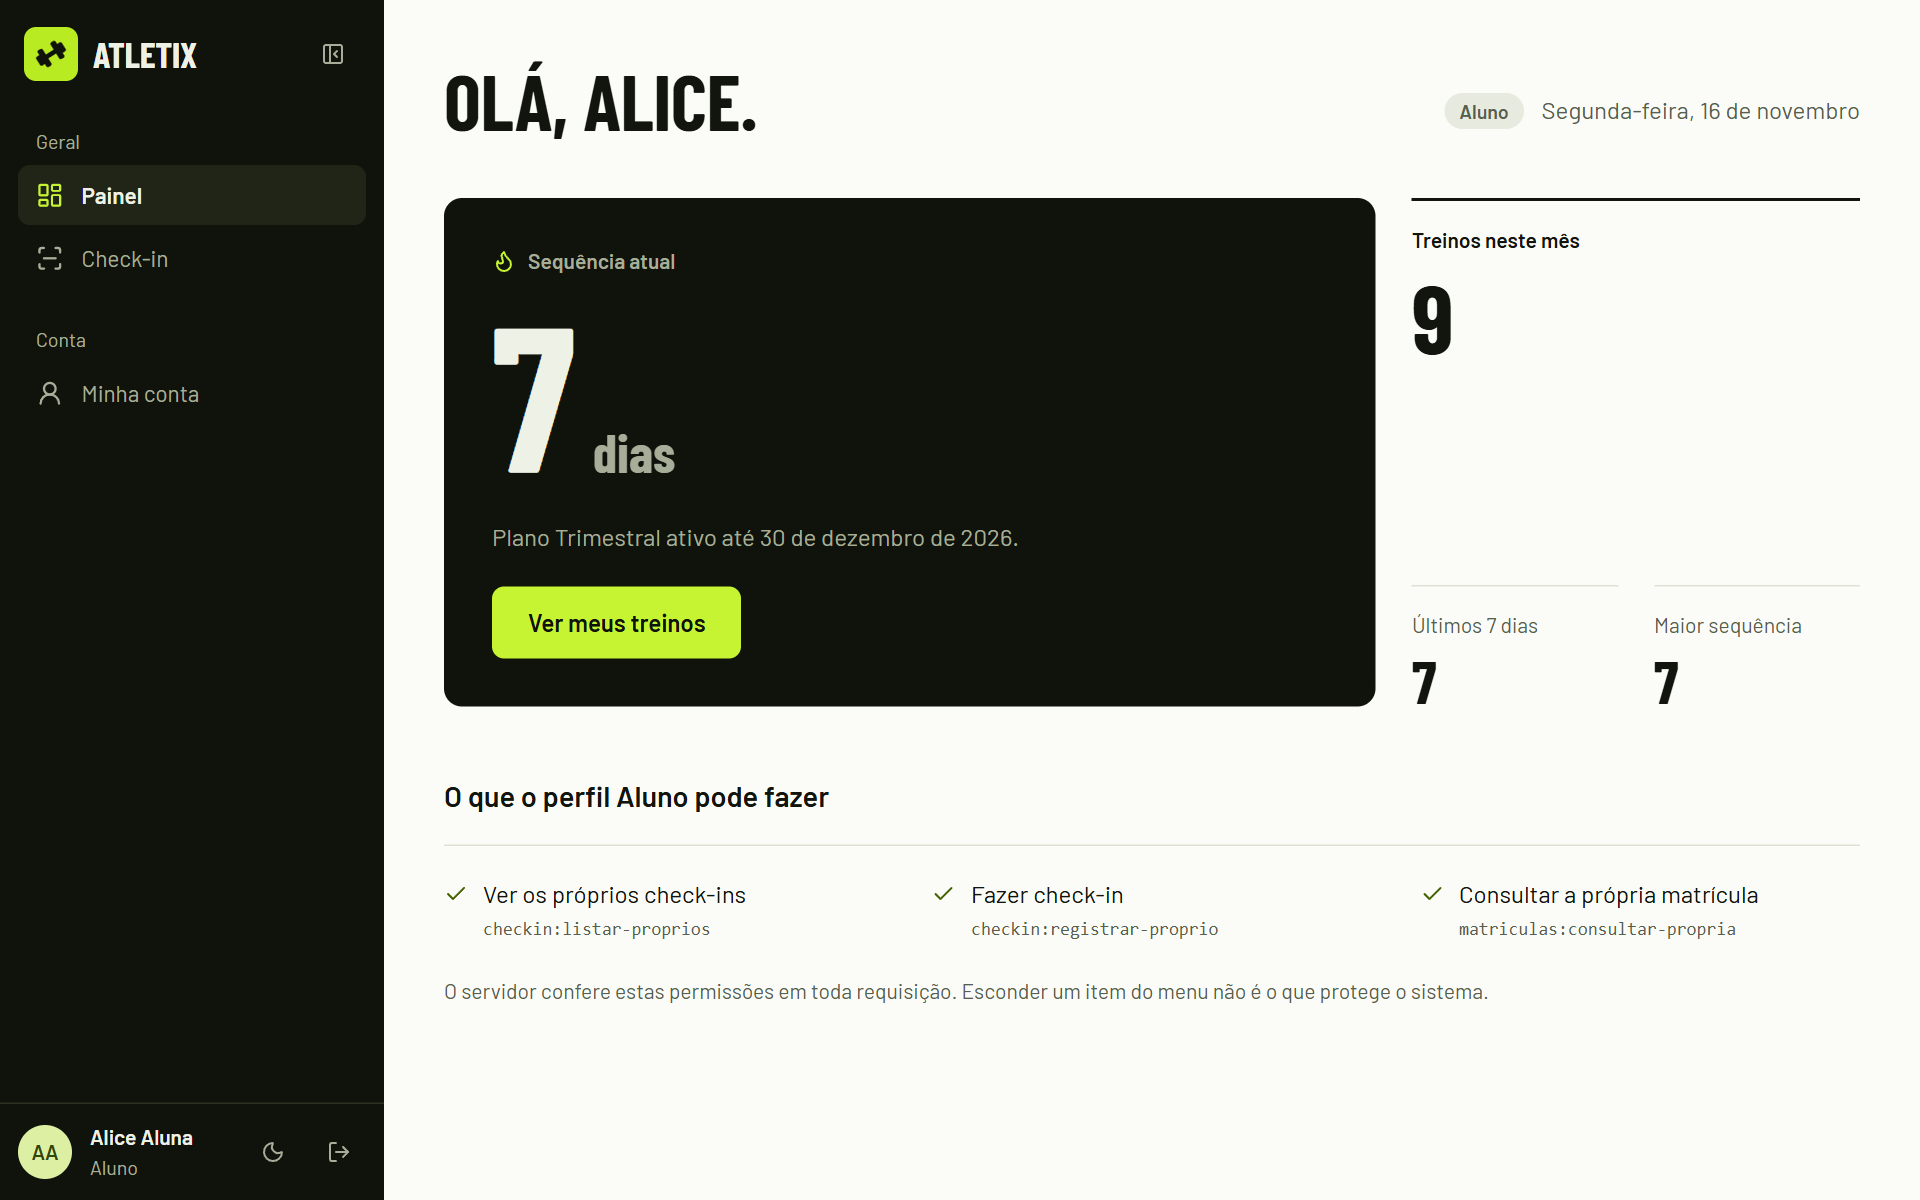 ATLETIX
Geral
Painel
Check-in
Conta
Minha conta
AA
Alice Aluna
Aluno
OLÁ, ALICE.
Aluno
Segunda-feira, 16 de novembro
Sequência atual
7 dias
Plano Trimestral ativo até 30 de dezembro de 2026.
Ver meus treinos
Treinos neste mês
9
Últimos 7 dias
7
Maior sequência
7
O que o perfil Aluno pode fazer
Ver os próprios check-ins
checkin:listar-proprios
Fazer check-in
checkin:registrar-proprio
Consultar a própria matrícula
matriculas:consultar-propria
O servidor confere estas permissões em toda requisição. Esconder um item do menu não é o que protege o sistema.